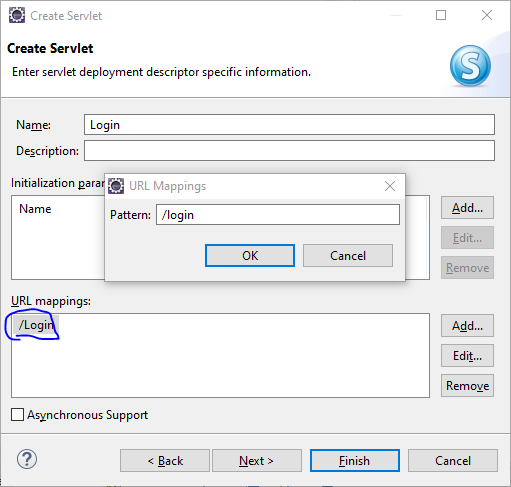 Create Servlet
Create Servlet
Enter servlet deployment descriptor specific information.
S
Name: Login
Description:
Initialization para
Name
Add...
Edit...
Remove
URL Mappings
Pattern: /login
OK Cancel
URL mappings:
/Login
Add...
Edit...
Remove
Asynchronous Support
? < Back Next > Finish Cancel